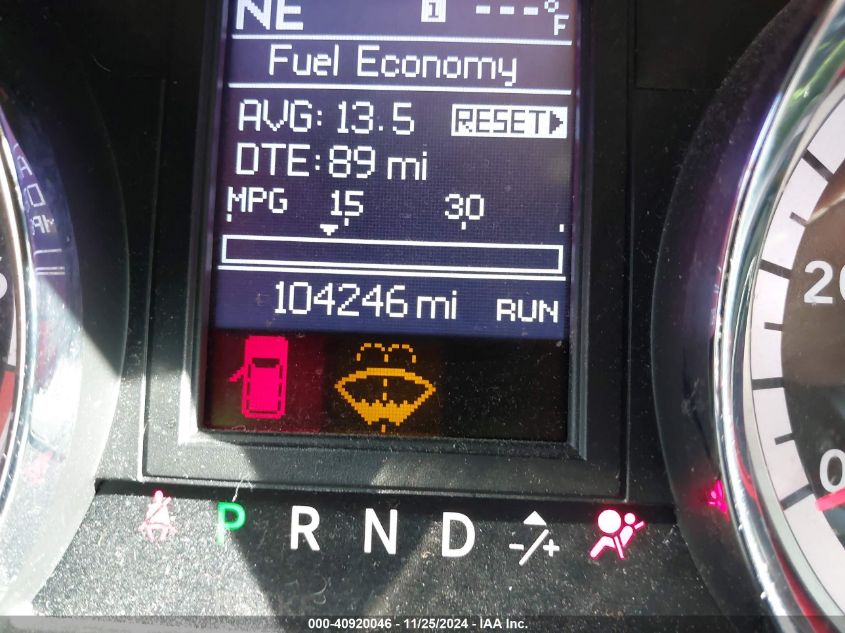 NE 1 ---°F
Fuel Economy
AVG: 13.5 RESET
DTE: 89 mi
MPG 15 30
104246 mi RUN
P R N D -/+
0
000-40920046 - 11/25/2024 - IAA Inc.